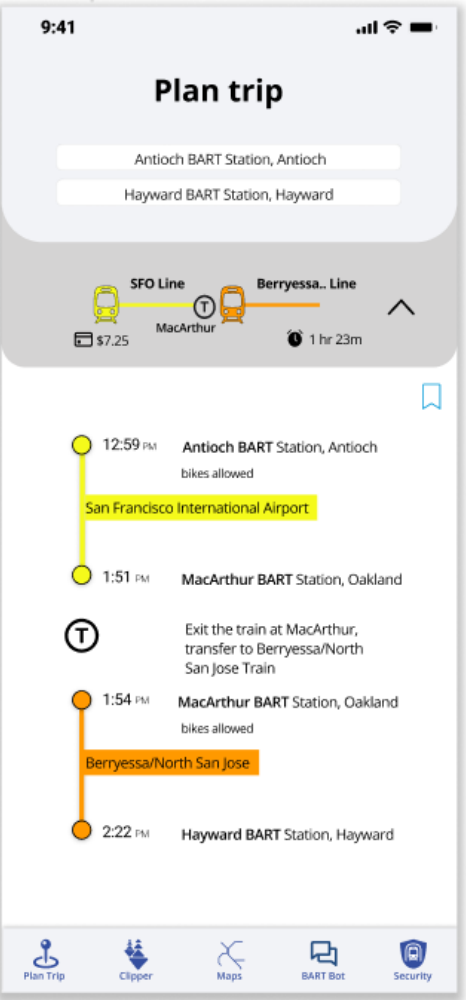 9:41
Plan trip
Antioch BART Station, Antioch
Hayward BART Station, Hayward
SFO Line
Berryessa.. Line
T
MacArthur
$7.25
1 hr 23m
12:59 PM Antioch BART Station, Antioch
bikes allowed
San Francisco International Airport
1:51 PM MacArthur BART Station, Oakland
T
Exit the train at MacArthur,
transfer to Berryessa/North
San Jose Train
1:54 PM MacArthur BART Station, Oakland
bikes allowed
Berryessa/North San Jose
2:22 PM Hayward BART Station, Hayward
Plan Trip
Clipper
Maps
BART Bot
Security